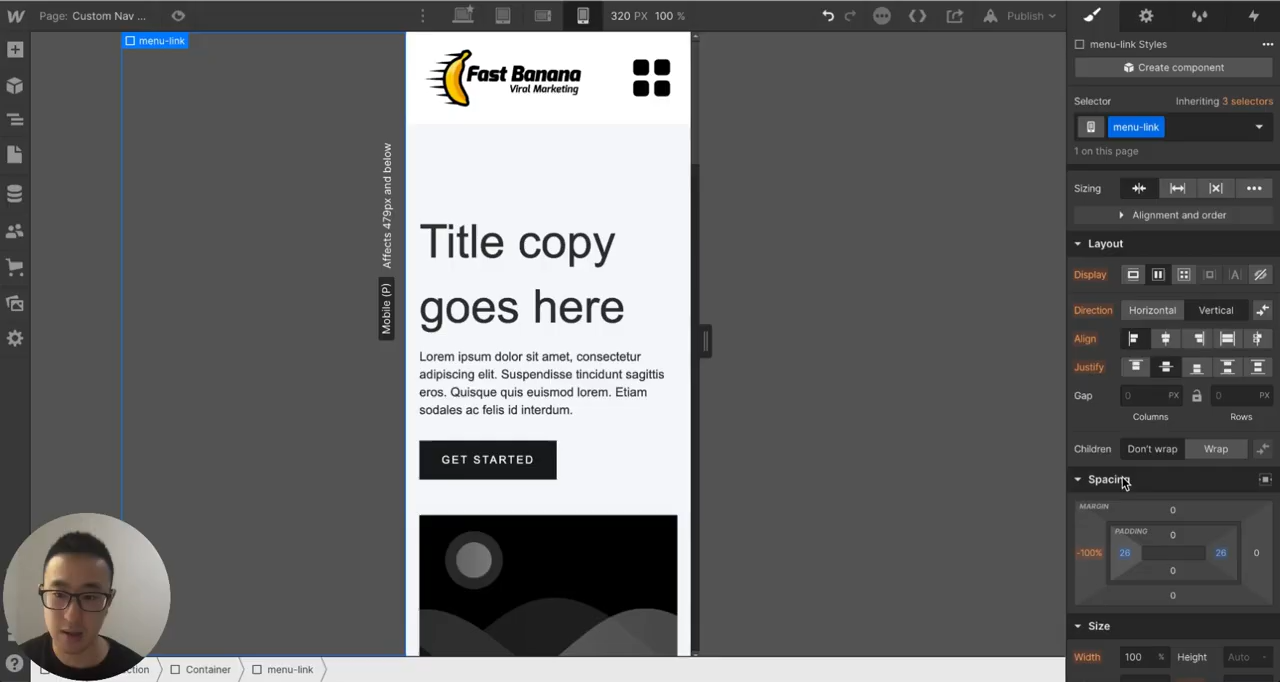 Page: Custom Nav ...
320 PX 100 %
Publish
menu-link
Fast Banana
Viral Marketing
Affects 479px and below
Mobile (P)
Title copy
goes here
Lorem ipsum dolor sit amet, consectetur
adipiscing elit. Suspendisse tincidunt sagittis
eros. Quisque quis euismod lorem. Etiam
sodales ac felis id interdum.
GET STARTED
Container
menu-link
menu-link Styles
Create component
Selector
Inheriting 3 selectors
menu-link
1 on this page
Sizing
Alignment and order
Layout
Display
Direction Horizontal Vertical
Align
Justify
Gap 0 PX 0 PX
Columns Rows
Children Don't wrap Wrap
Spacing
MARGIN
0
PADDING
0
-100% 26 26 0
0
0
Size
Width 100 % Height Auto -